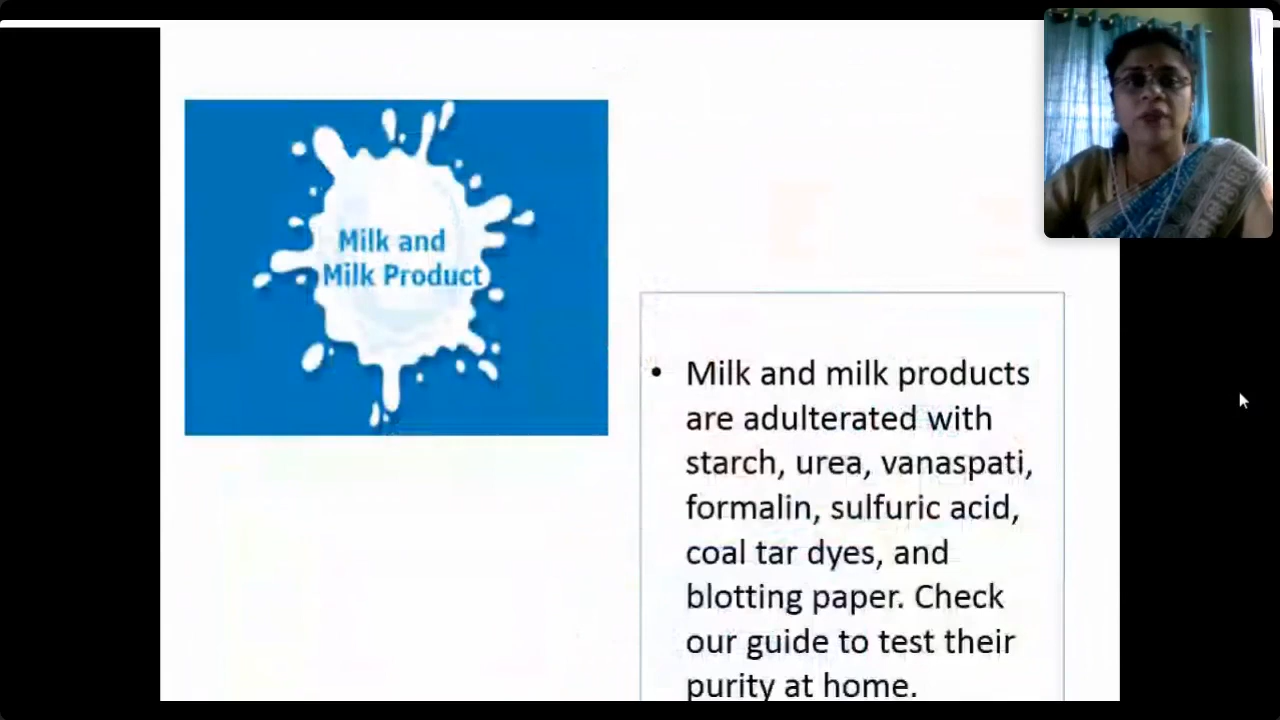 Milk and
Milk Product
• Milk and milk products
are adulterated with
starch, urea, vanaspati,
formalin, sulfuric acid,
coal tar dyes, and
blotting paper. Check
our guide to test their
purity at home.